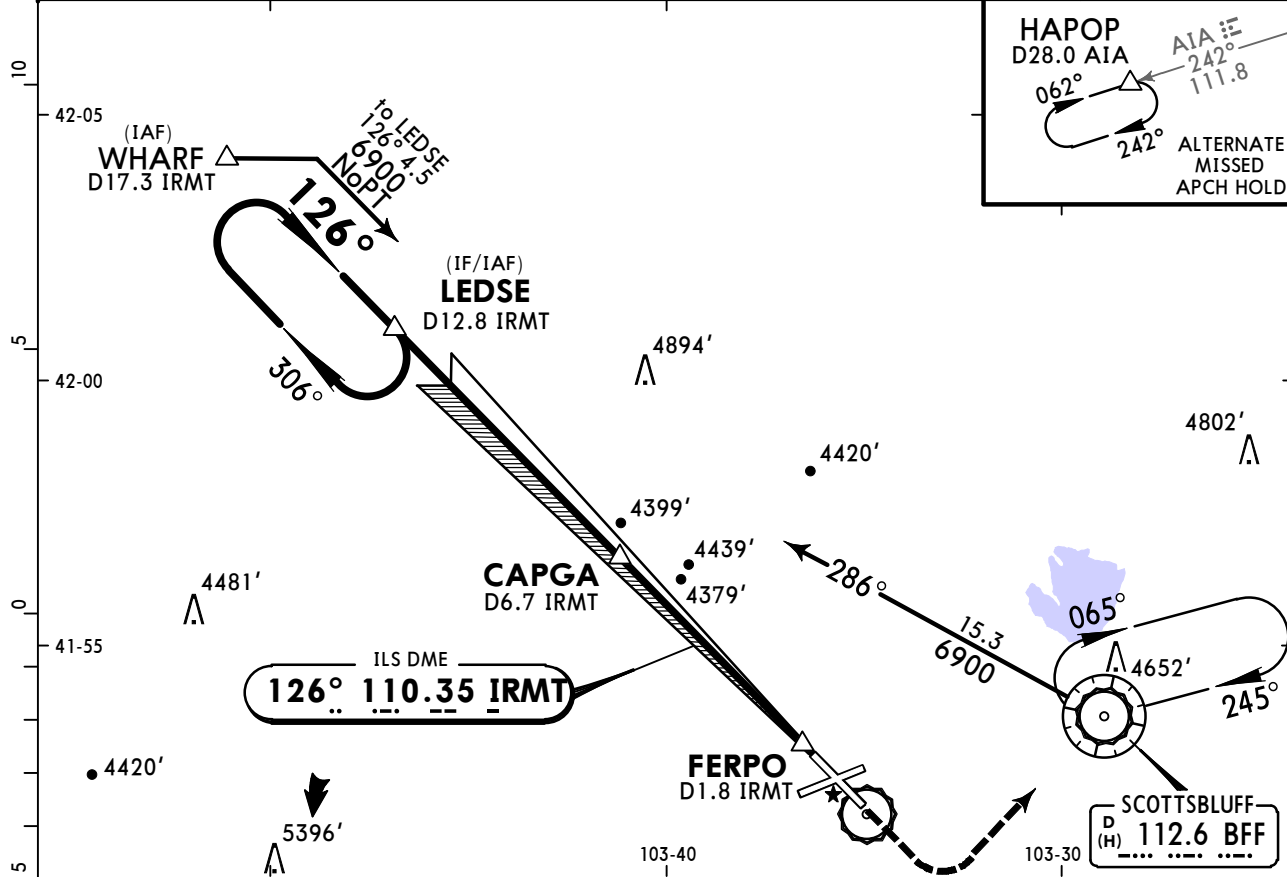 HAPOP
D28.0 AIA
AIA
242°
111.8
062°
242°
ALTERNATE
MISSED
APCH HOLD
10
42-05
(IAF)
WHARF
D17.3 IRMT
to LEDSE
126° 4.5
6900
NoPT
126°
(IF/IAF)
LEDSE
D12.8 IRMT
306°
5
42-00
4894'
4802'
4420'
4399'
4439'
4379'
CAPGA
D6.7 IRMT
4481'
286°
15.3
6900
065°
4652'
245°
0
41-55
ILS DME
126° 110.35 IRMT
4420'
5396'
FERPO
D1.8 IRMT
SCOTTSBLUFF
D
(H) 112.6 BFF
5
103-40
103-30